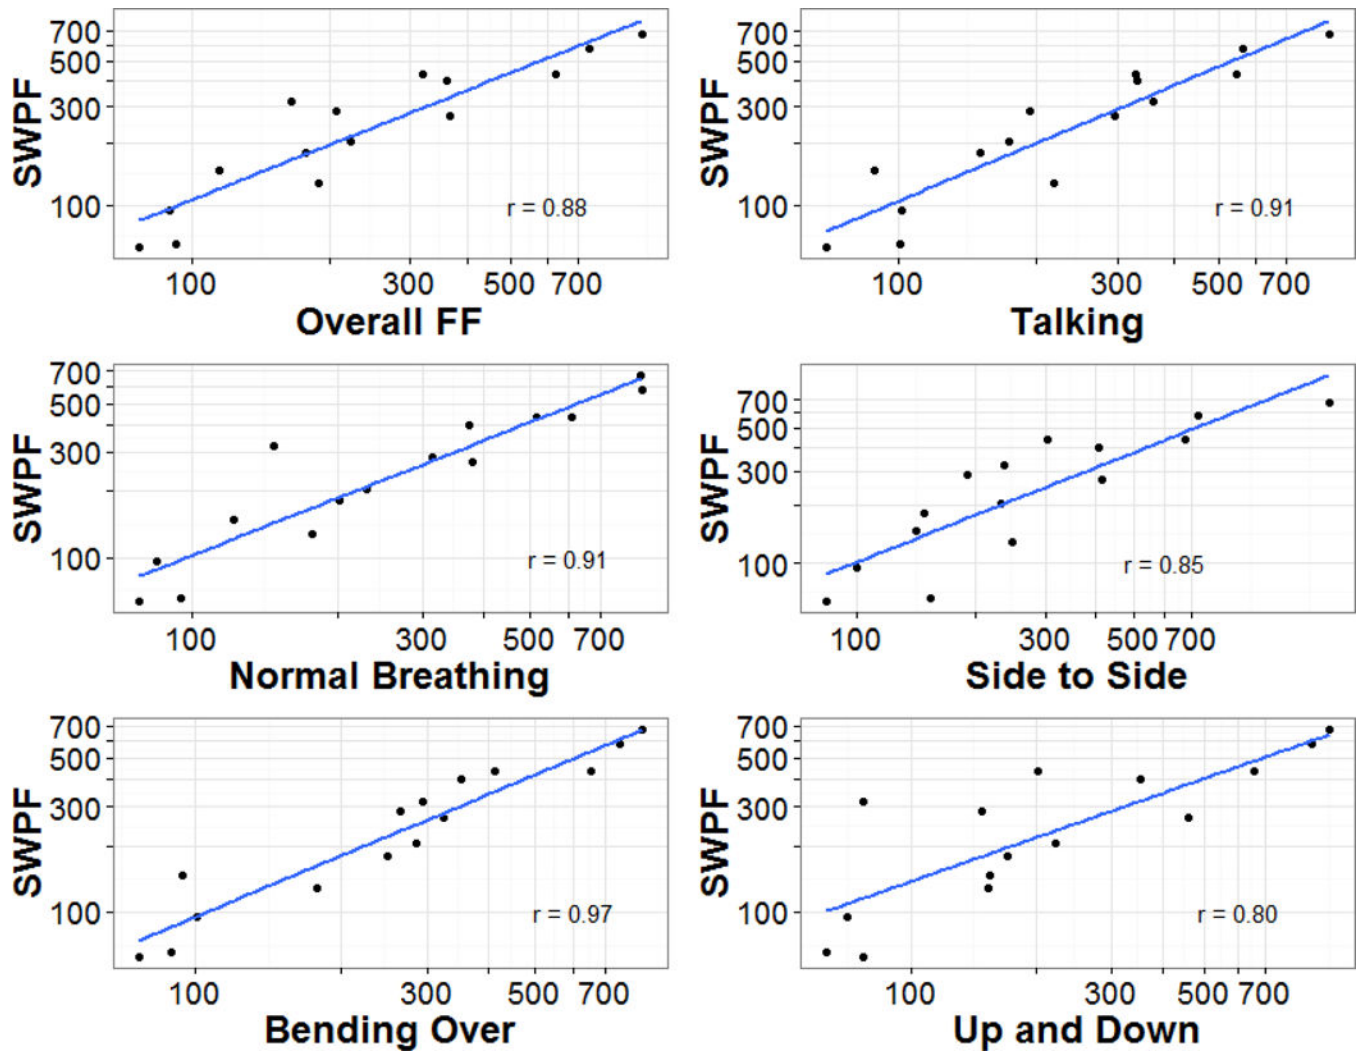 700
500
300
100
SWPF
r = 0.88
100 300 500 700
Overall FF
700
500
300
100
SWPF
r = 0.91
100 300 500 700
Talking
700
500
300
100
SWPF
r = 0.91
100 300 500 700
Normal Breathing
700
500
300
100
SWPF
r = 0.85
100 300 500 700
Side to Side
700
500
300
100
SWPF
r = 0.97
100 300 500 700
Bending Over
700
500
300
100
SWPF
r = 0.80
100 300 500 700
Up and Down